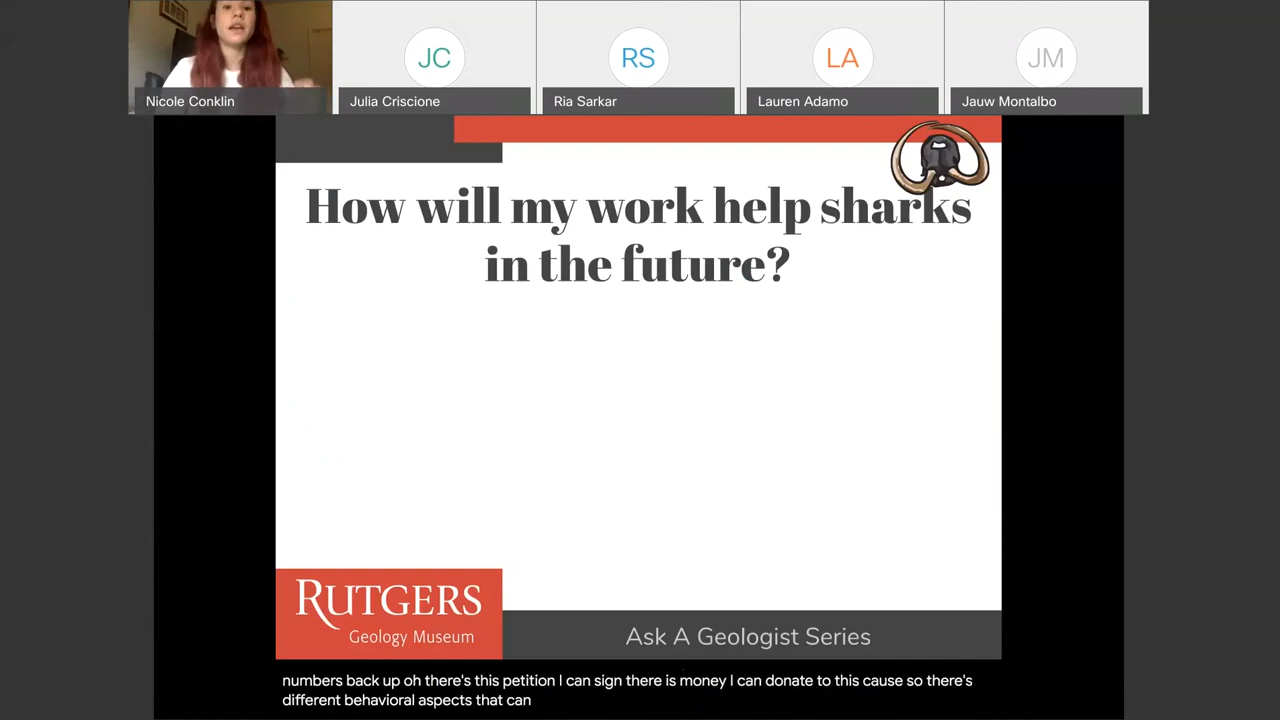 JC
RS
LA
JM
Nicole Conklin
Julia Criscione
Ria Sarkar
Lauren Adamo
Jauw Montalbo
How will my work help sharks
in the future?
RUTGERS
Geology Museum
Ask A Geologist Series
numbers back up oh there's this petition I can sign there is money I can donate to this cause so there's
different behavioral aspects that can